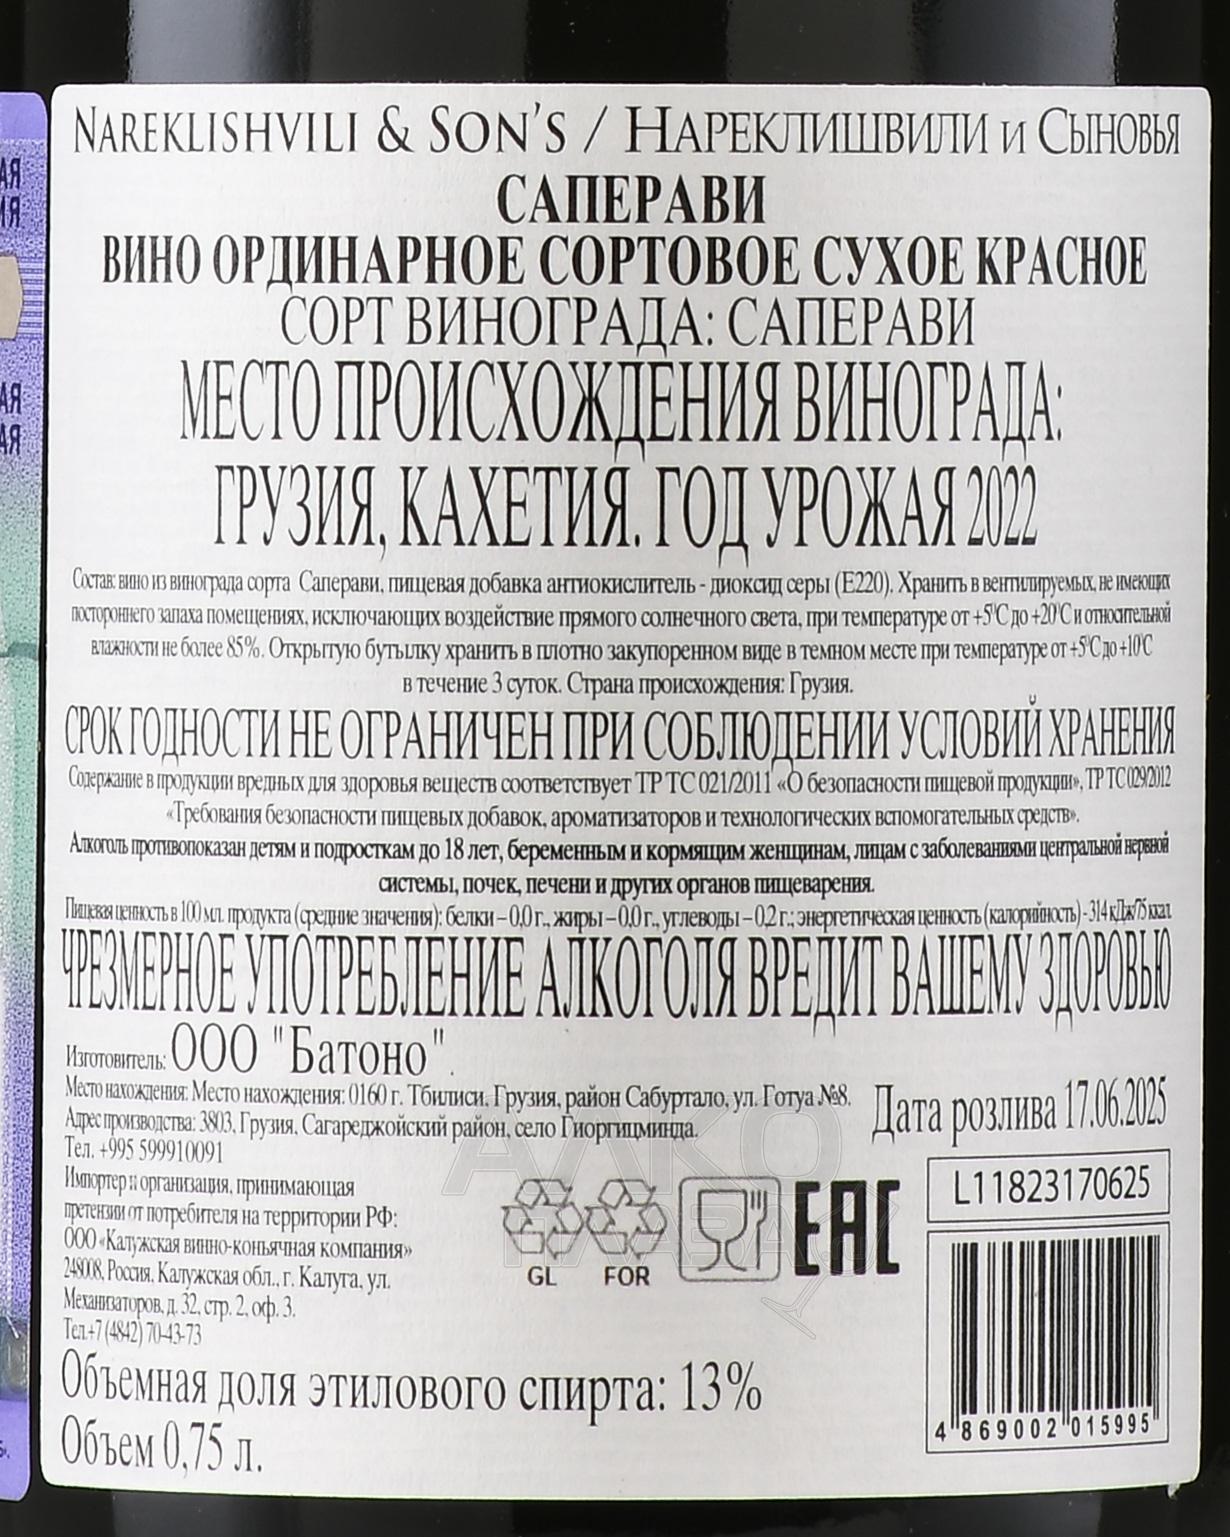 NAREKLISHVILI & SON'S / НАРЕКЛИШВИЛИ И СЫНОВЬЯ
САПЕРАВИ
ВИНО ОРДИНАРНОЕ СОРТОВОЕ СУХОЕ КРАСНОЕ
СОРТ ВИНОГРАДА: САПЕРАВИ
МЕСТО ПРОИСХОЖДЕНИЯ ВИНОГРАДА:
ГРУЗИЯ, КАХЕТИЯ. ГОД УРОЖАЯ 2022
Состав: вино из винограда сорта Саперави, пищевая добавка антиокислитель - диоксид серы (Е220). Хранить в вентилируемых, не имеющих
постороннего запаха помещениях, исключающих воздействие прямого солнечного света, при температуре от +5°С до +20°С и относительной
влажности не более 85%. Открытую бутылку хранить в плотно закупоренном виде в темном месте при температуре от +5°С до +10°С
в течение 3 суток. Страна происхождения: Грузия.
СРОК ГОДНОСТИ НЕ ОГРАНИЧЕН ПРИ СОБЛЮДЕНИИ УСЛОВИЙ ХРАНЕНИЯ
Содержание в продукции вредных для здоровья веществ соответствует ТР ТС 021/2011 «О безопасности пищевой продукции», ТР ТС 029/2012
«Требования безопасности пищевых добавок, ароматизаторов и технологических вспомогательных средств».
Алкоголь противопоказан детям и подросткам до 18 лет, беременным и кормящим женщинам, лицам с заболеваниями центральной нервной
системы, почек, печени и других органов пищеварения.
Пищевая ценность в 100 мл. продукта (средние значения): белки – 0,0 г., жиры – 0,0 г., углеводы – 0,2 г.; энергетическая ценность (калорийность) - 314 кДж/75 ккал.
ЧРЕЗМЕРНОЕ УПОТРЕБЛЕНИЕ АЛКОГОЛЯ ВРЕДИТ ВАШЕМУ ЗДОРОВЬЮ
Изготовитель: ООО "Батоно".
Место нахождения: Место нахождения: 0160 г. Тбилиси, Грузия, район Сабуртало, ул. Готуа №8.
Адрес производства: 3803, Грузия, Сагареджойский район, село Гиоргицминда.
Тел. +995 599910091
Дата розлива 17.06.2025
Импортер и организация, принимающая
претензии от потребителя на территории РФ:
ООО «Калужская винно-коньячная компания»
248008, Россия, Калужская обл., г. Калуга, ул.
Механизаторов, д. 32, стр. 2, оф. 3.
Тел.+7 (4842) 70-43-73
GL FOR
EAC
L11823170625
4 869002 015995
Объемная доля этилового спирта: 13%
Объем 0,75 л.
АЛКО